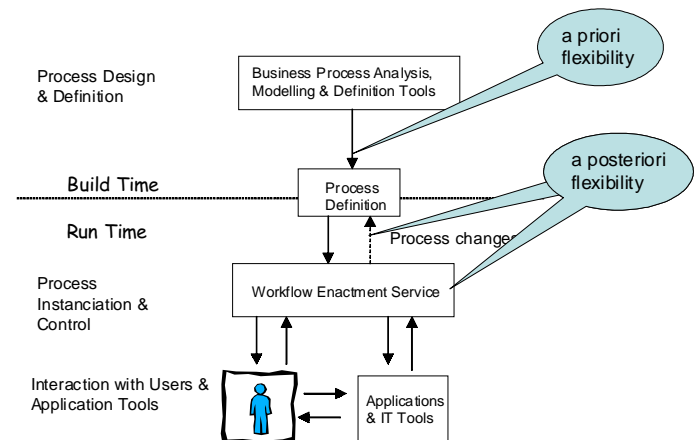 a priori
flexibility
Process Design
& Definition
Business Process Analysis,
Modelling & Definition Tools
a posteriori
flexibility
Build Time
Process
Definition
Run Time
Process changes
Process
Instanciation &
Control
Workflow Enactment Service
Interaction with Users &
Application Tools
Applications
& IT Tools